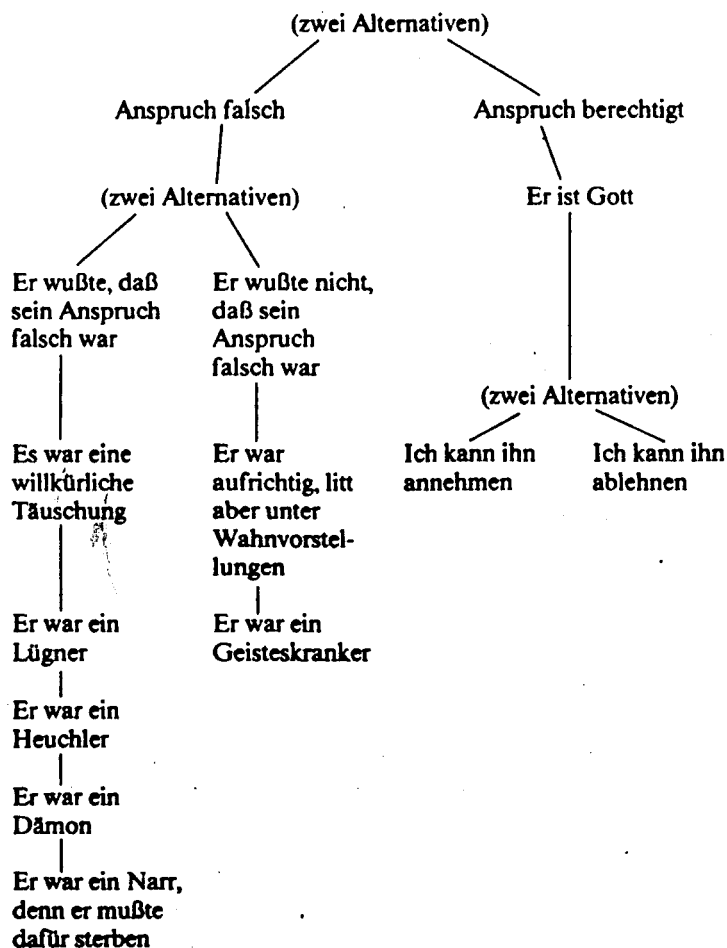 (zwei Alternativen)
Anspruch falsch
Anspruch berechtigt
(zwei Alternativen)
Er ist Gott
Er wußte, daß
sein Anspruch
falsch war
Er wußte nicht,
daß sein
Anspruch
falsch war
(zwei Alternativen)
Es war eine
willkürliche
Täuschung
Er war
aufrichtig, litt
aber unter
Wahnvorstel-
lungen
Ich kann ihn
annehmen
Ich kann ihn
ablehnen
Er war ein
Lügner
Er war ein
Geisteskranker
Er war ein
Heuchler
Er war ein
Dämon
Er war ein Narr,
denn er mußte
dafür sterben